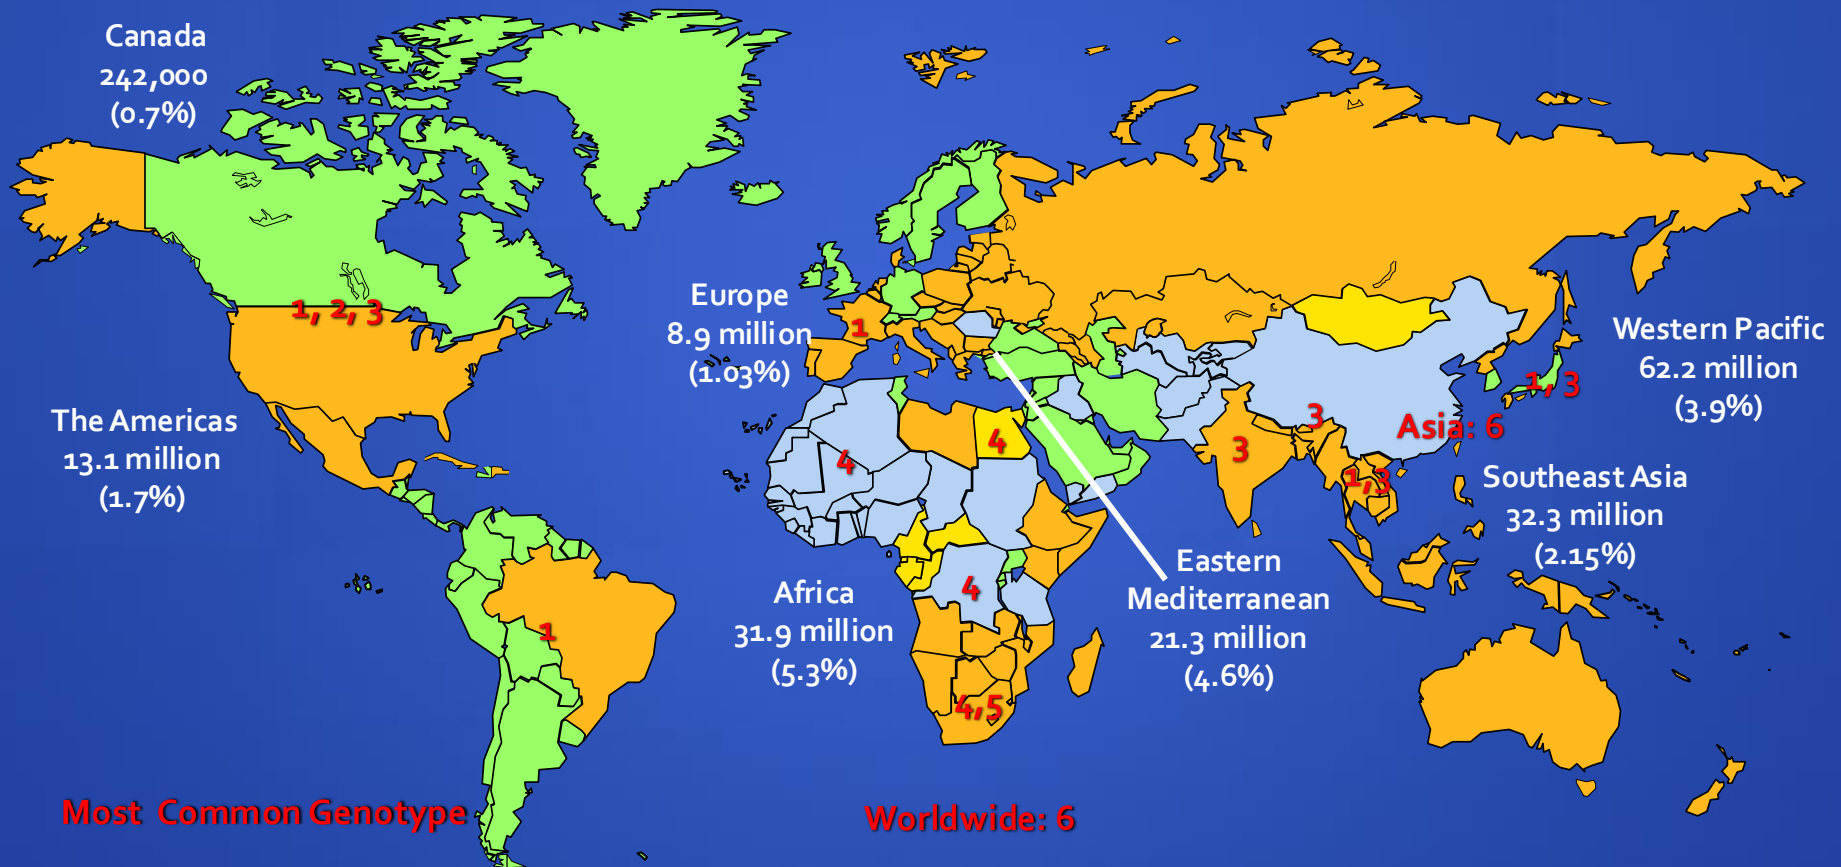 Canada
242,000
(0.7%)
1, 2, 3
Europe
8.9 million
(1.03%)
1
Western Pacific
62.2 million
(3.9%)
1, 3
The Americas
13.1 million
(1.7%)
3
Asia: 6
4
4
3
1,3
Southeast Asia
32.3 million
(2.15%)
Eastern
Mediterranean
21.3 million
(4.6%)
Africa
31.9 million
(5.3%)
4
1
4,5
Most Common Genotype
Worldwide: 6